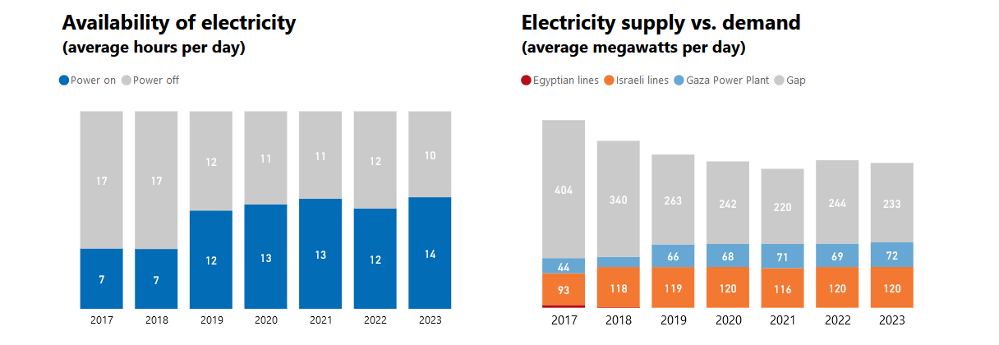 Availability of electricity
(average hours per day)
Power on Power off
17 17 12 11 11 12 10
7 7 12 13 13 12 14
2017 2018 2019 2020 2021 2022 2023
Electricity supply vs. demand
(average megawatts per day)
Egyptian lines Israeli lines Gaza Power Plant Gap
404 340 263 242 220 244 233
44 66 68 71 69 72
93 118 119 120 116 120 120
2017 2018 2019 2020 2021 2022 2023